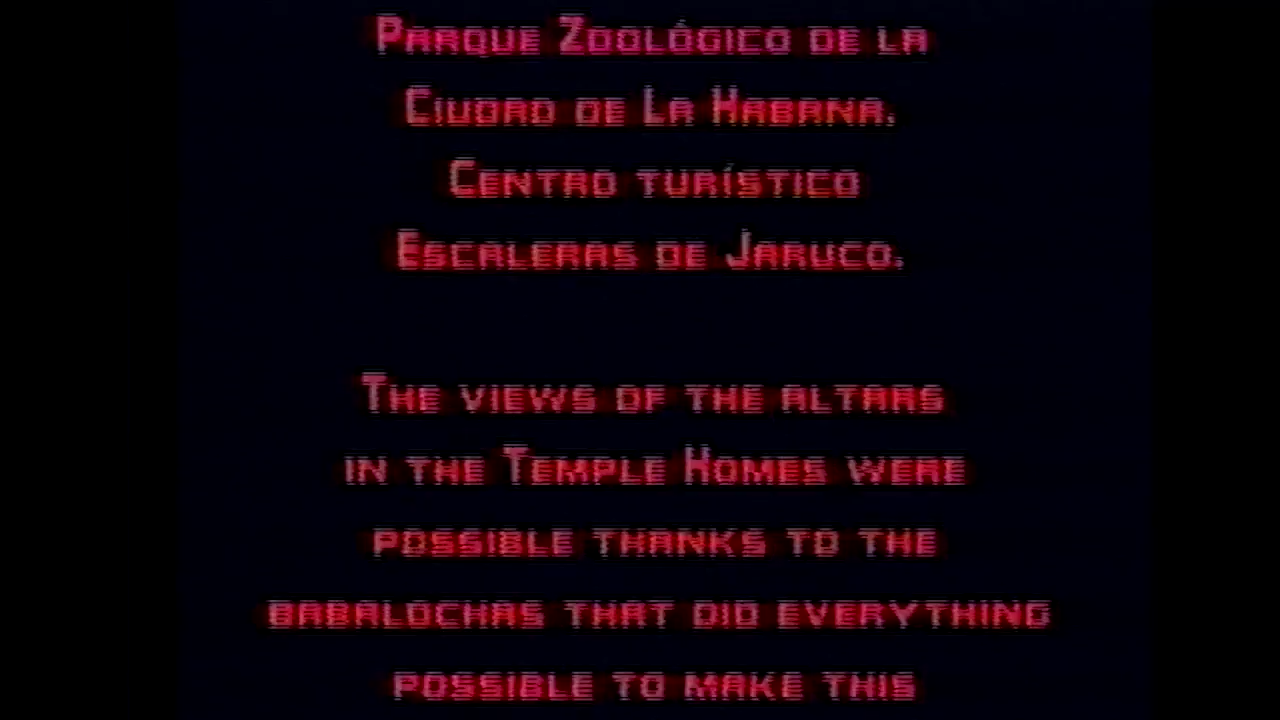 Parque Zoológico de la
Ciudad de La Habana.
Centro turístico
Escaleras de Jaruco.
The views of the altars
in the Temple Homes were
possible thanks to the
babalochas that did everything
possible to make this